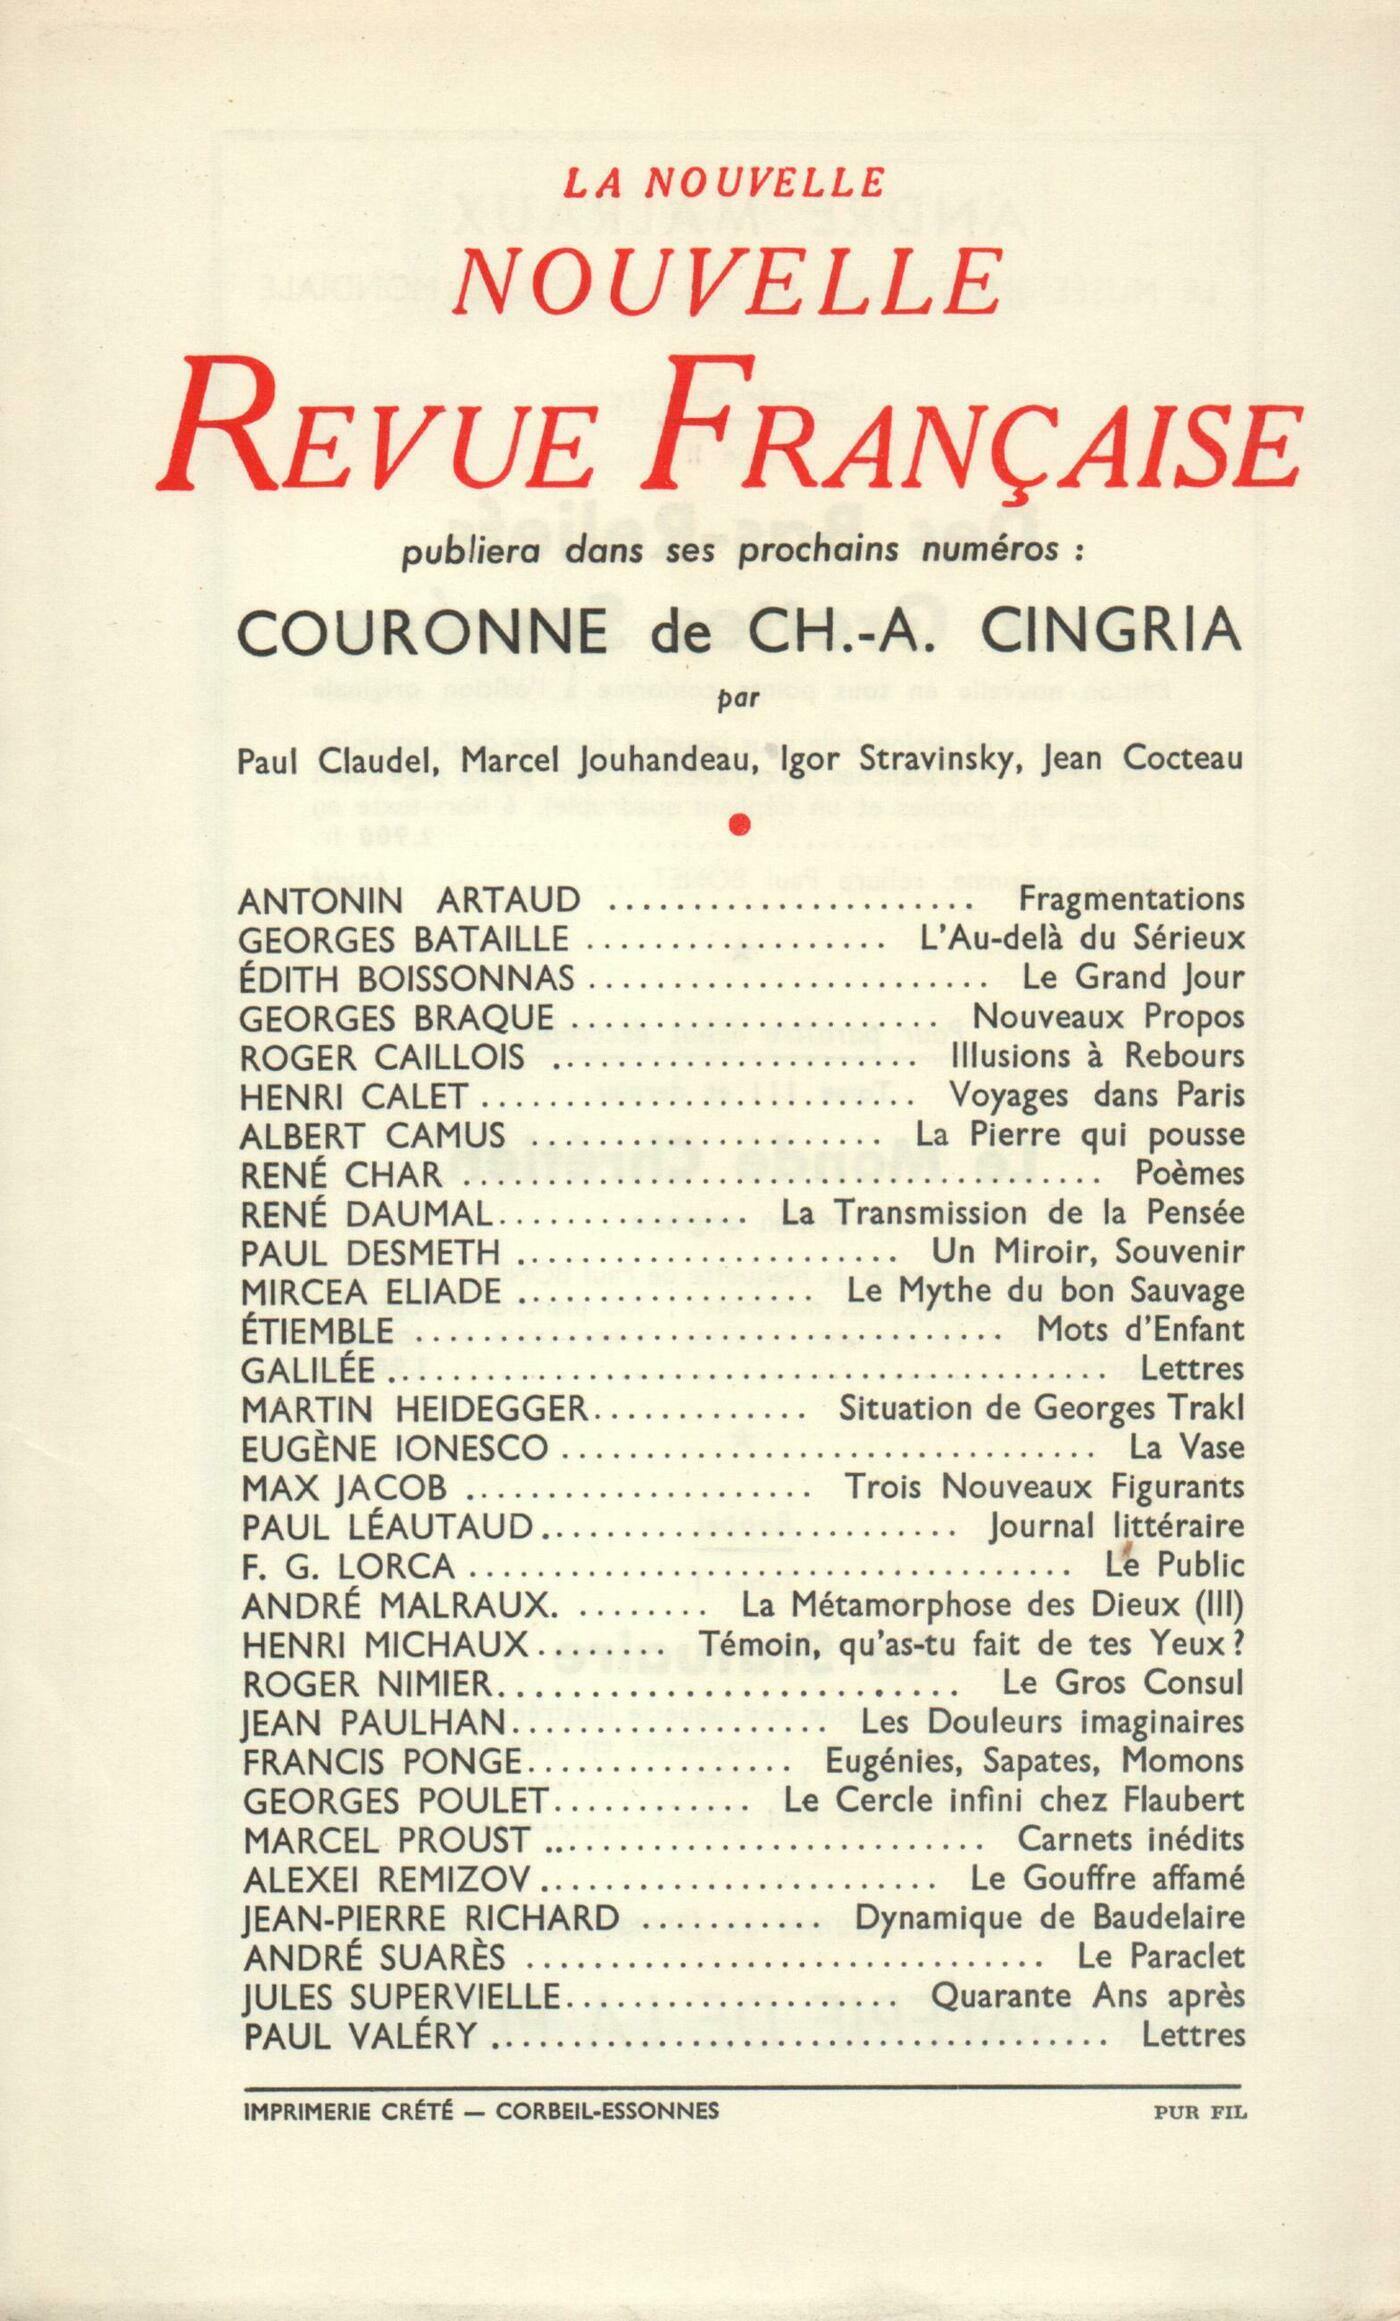 LA NOUVELLE
NOUVELLE
REVUE FRANÇAISE
publiera dans ses prochains numéros :
COURONNE de CH.-A. CINGRIA
par
Paul Claudel, Marcel Jouhandeau, Igor Stravinsky, Jean Cocteau
ANTONIN ARTAUD ...................... Fragmentations
GEORGES BATAILLE .................. L'Au-delà du Sérieux
ÉDITH BOISSONNAS ........................ Le Grand Jour
GEORGES BRAQUE ...................... Nouveaux Propos
ROGER CAILLOIS ...................... Illusions à Rebours
HENRI CALET .......................... Voyages dans Paris
ALBERT CAMUS ..................... La Pierre qui pousse
RENÉ CHAR ...................................... Poèmes
RENÉ DAUMAL............... La Transmission de la Pensée
PAUL DESMETH ....................... Un Miroir, Souvenir
MIRCEA ELIADE .................. Le Mythe du bon Sauvage
ÉTIEMBLE ................................... Mots d'Enfant
GALILÉE ........................................... Lettres
MARTIN HEIDEGGER............. Situation de Georges Trakl
EUGÈNE IONESCO ................................ La Vase
MAX JACOB ..................... Trois Nouveaux Figurants
PAUL LÉAUTAUD......................... Journal littéraire
F. G. LORCA .................................... Le Public
ANDRÉ MALRAUX. ........ La Métamorphose des Dieux (III)
HENRI MICHAUX........ Témoin, qu'as-tu fait de tes Yeux ?
ROGER NIMIER............................ Le Gros Consul
JEAN PAULHAN................... Les Douleurs imaginaires
FRANCIS PONGE................ Eugénies, Sapates, Momons
GEORGES POULET............ Le Cercle infini chez Flaubert
MARCEL PROUST ........................... Carnets inédits
ALEXEI REMIZOV ........................ Le Gouffre affamé
JEAN-PIERRE RICHARD ........... Dynamique de Baudelaire
ANDRÉ SUARÈS ............................... Le Paraclet
JULES SUPERVIELLE.................... Quarante Ans après
PAUL VALÉRY ..................................... Lettres
IMPRIMERIE CRÉTÉ — CORBEIL-ESSONNES PUR FIL